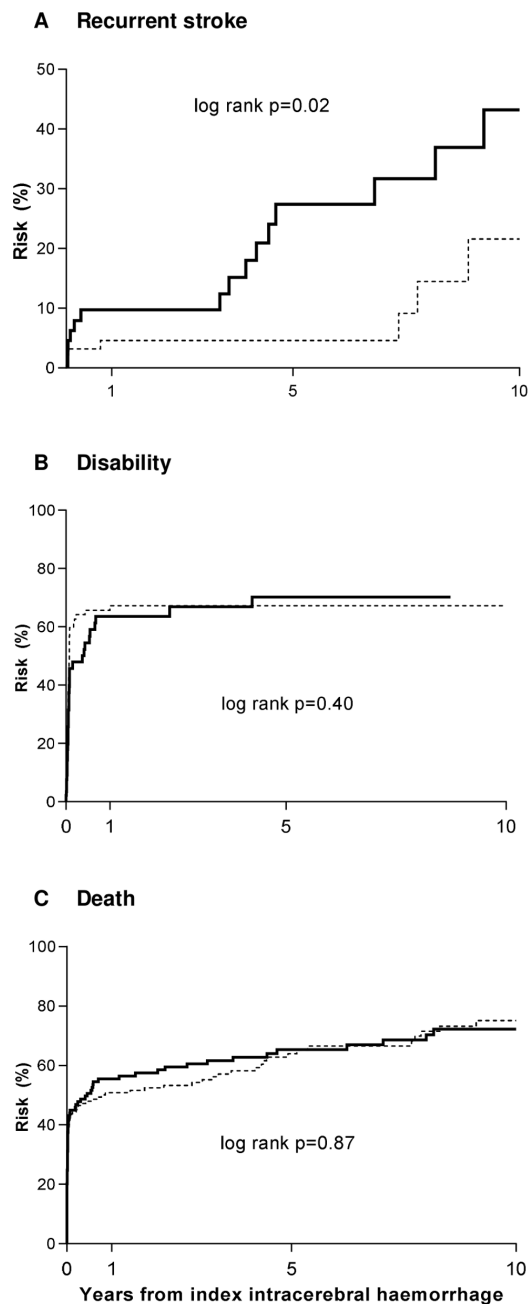 A Recurrent stroke
50
40
30
20
10
0
Risk (%)
log rank p=0.02
1 5 10
B Disability
100
80
60
40
20
0
Risk (%)
log rank p=0.40
0 1 5 10
C Death
100
80
60
40
20
0
Risk (%)
log rank p=0.87
0 1 5 10
Years from index intracerebral haemorrhage